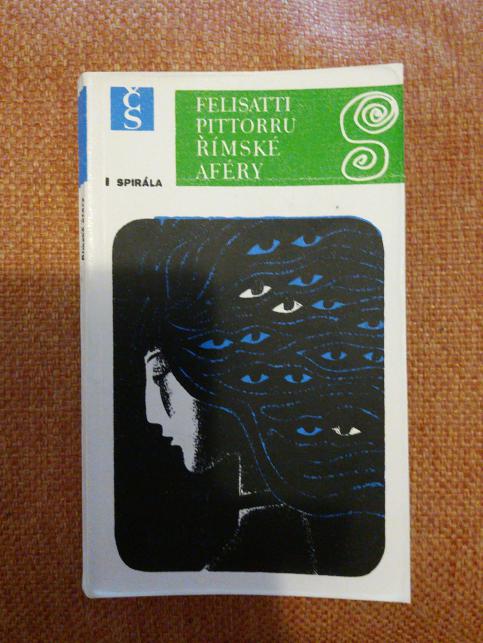 ČS
FELISATTI
PITTORRU
ŘÍMSKÉ
AFÉRY
SPIRÁLA